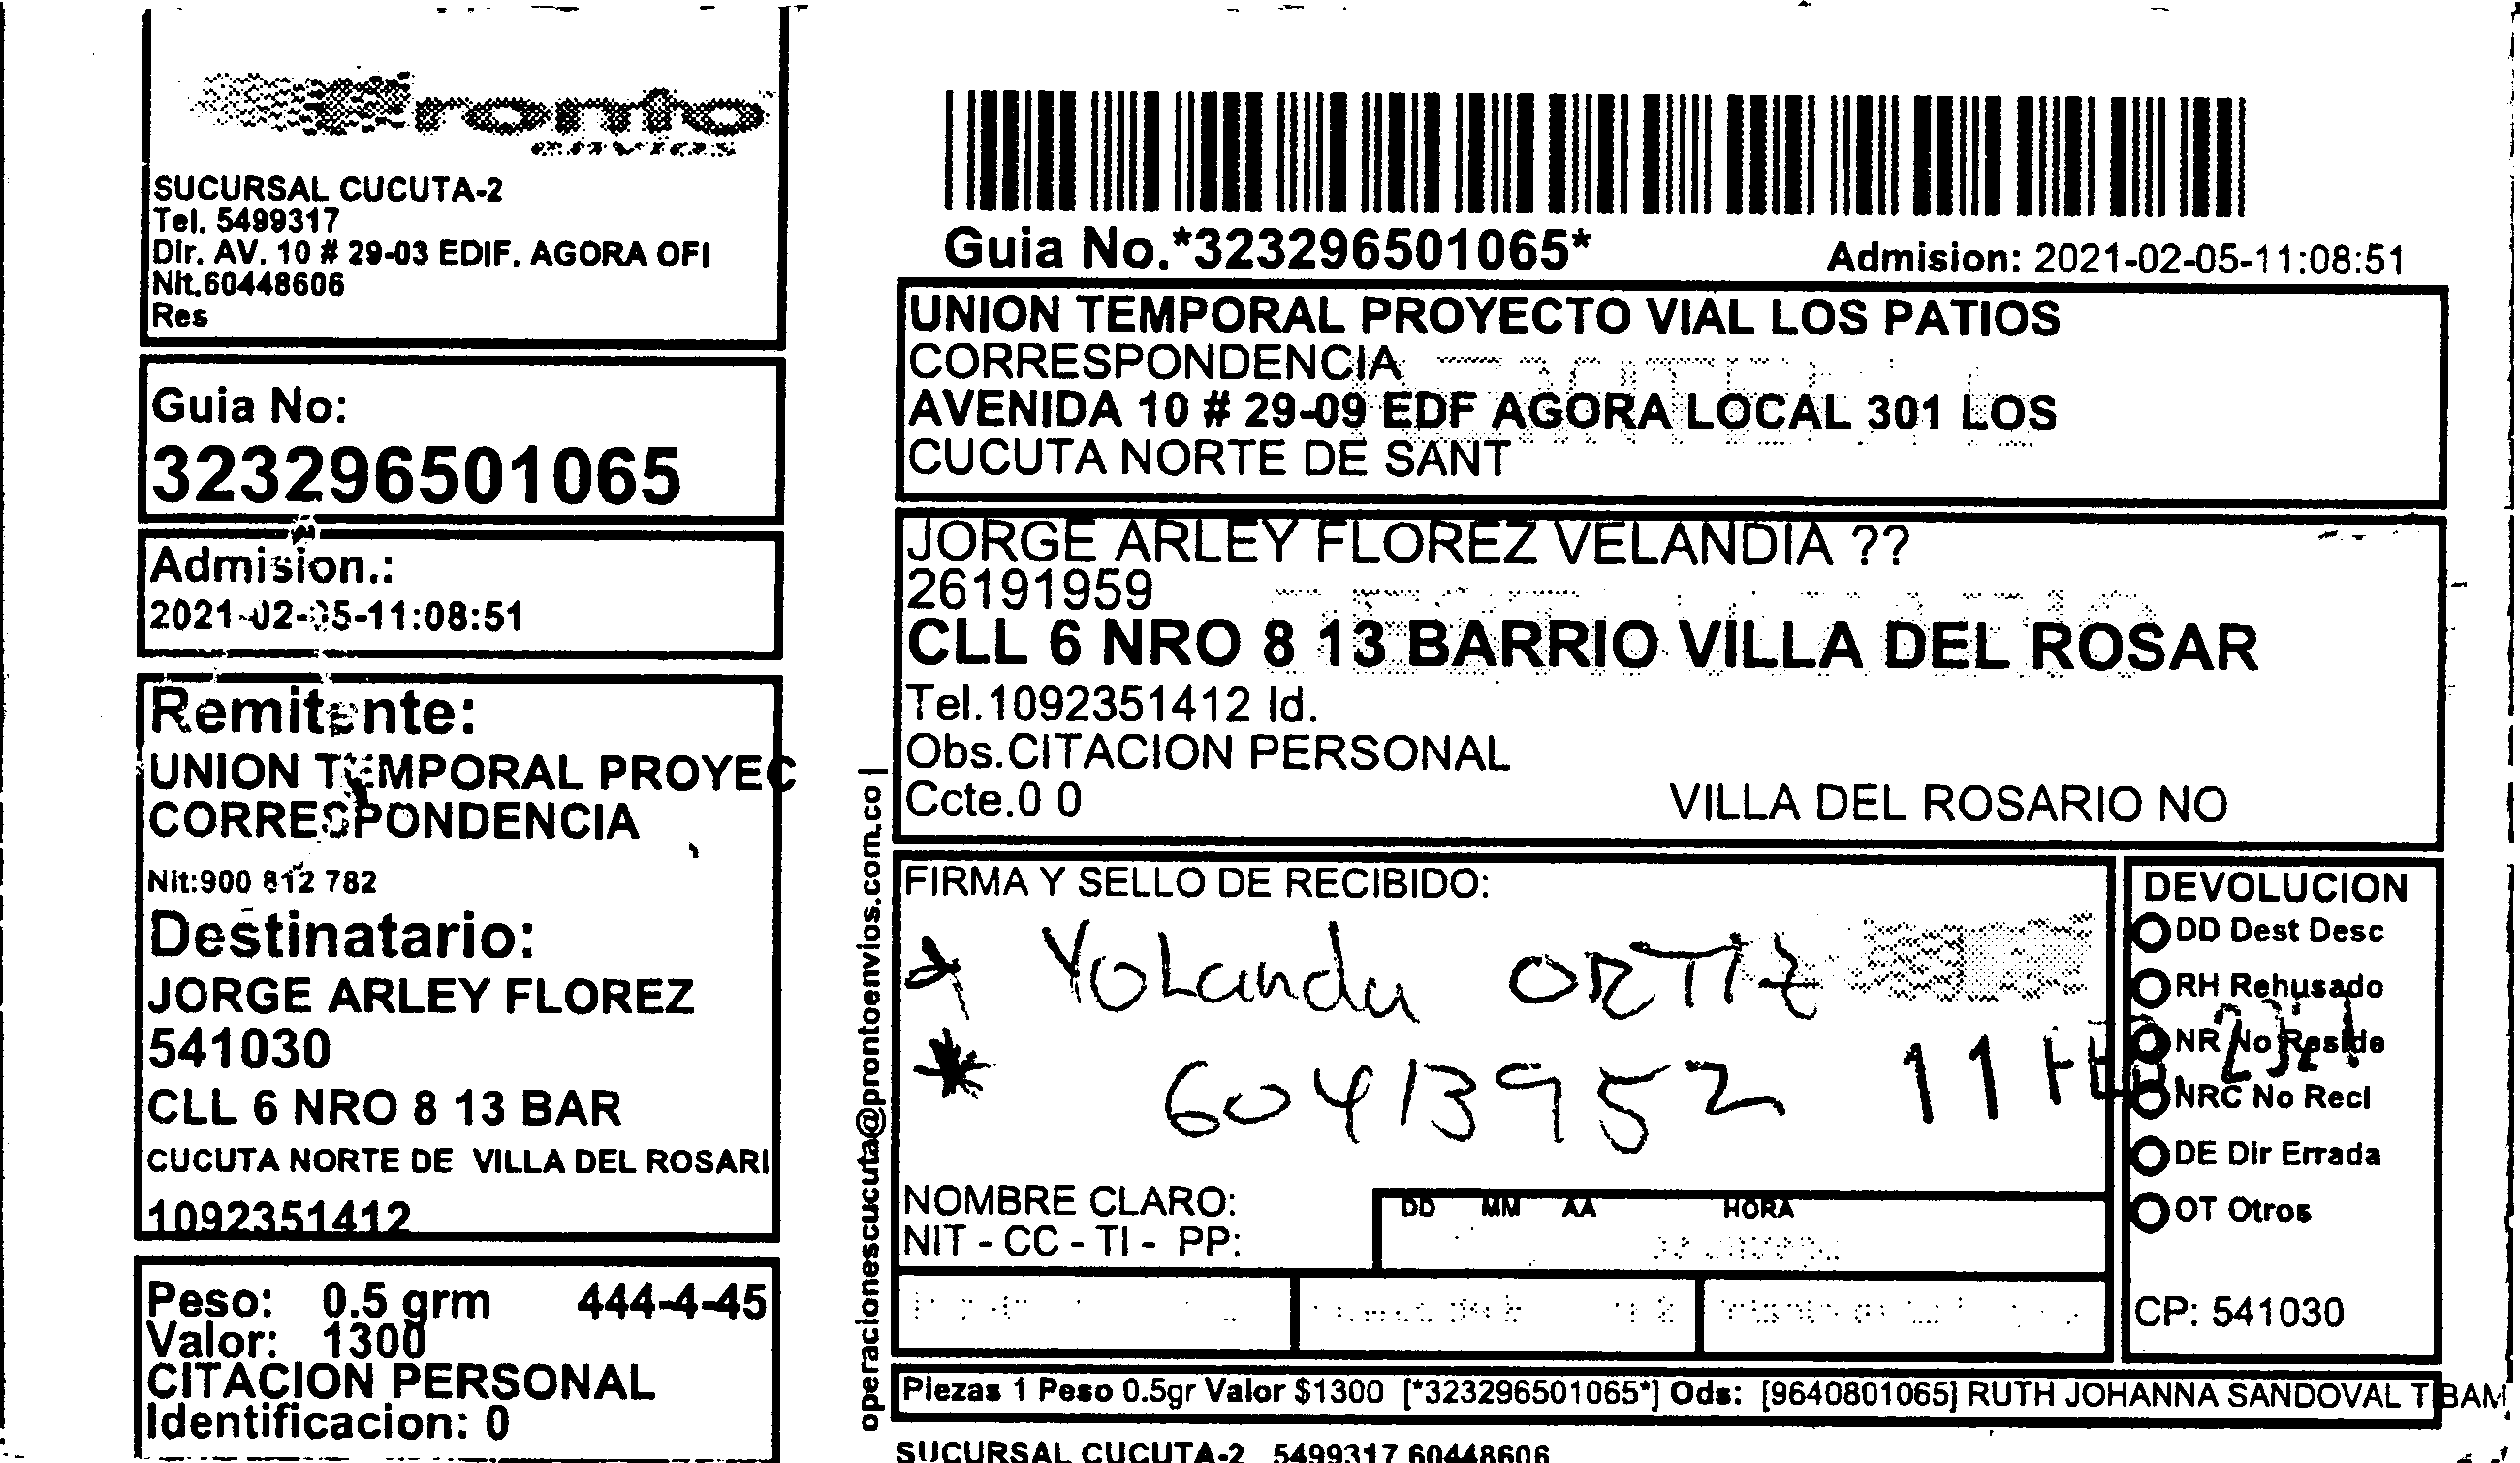 Pronto
envios
SUCURSAL CUCUTA-2
Tel. 5499317
Dir. AV. 10 # 29-03 EDIF. AGORA OFI
Nit.60448606
Res
Guia No:
323296501065
Admision.:
2021-02-05-11:08:51
Remitente:
UNION TEMPORAL PROYEC
CORRESPONDENCIA
Nit:900 812 782
Destinatario:
JORGE ARLEY FLOREZ
541030
CLL 6 NRO 8 13 BAR
CUCUTA NORTE DE VILLA DEL ROSARI
1092351412
Peso: 0.5 grm 444-4-45
Valor: 1300
CITACION PERSONAL
Identificacion: 0
operacionescucuta@prontoenvios.com.co |
Guia No.*323296501065* Admision: 2021-02-05-11:08:51
UNION TEMPORAL PROYECTO VIAL LOS PATIOS
CORRESPONDENCIA
AVENIDA 10 # 29-09 EDF AGORA LOCAL 301 LOS
CUCUTA NORTE DE SANT
JORGE ARLEY FLOREZ VELANDIA ??
26191959
CLL 6 NRO 8 13 BARRIO VILLA DEL ROSAR
Tel.1092351412 Id.
Obs.CITACION PERSONAL
Ccte.0 0 VILLA DEL ROSARIO NO
FIRMA Y SELLO DE RECIBIDO:
Yolanda ORTIZ
60413952 11 FEB 2021
NOMBRE CLARO:
NIT - CC - TI - PP:
DD MM AA HORA
DEVOLUCION
DD Dest Desc
RH Rehusado
NR No Reside
NRC No Recl
DE Dir Errada
OT Otros
CP: 541030
Piezas 1 Peso 0.5gr Valor $1300 [*323296501065*] Ods: [9640801065] RUTH JOHANNA SANDOVAL TIBAM
SUCURSAL CUCUTA-2 5499317 60448606